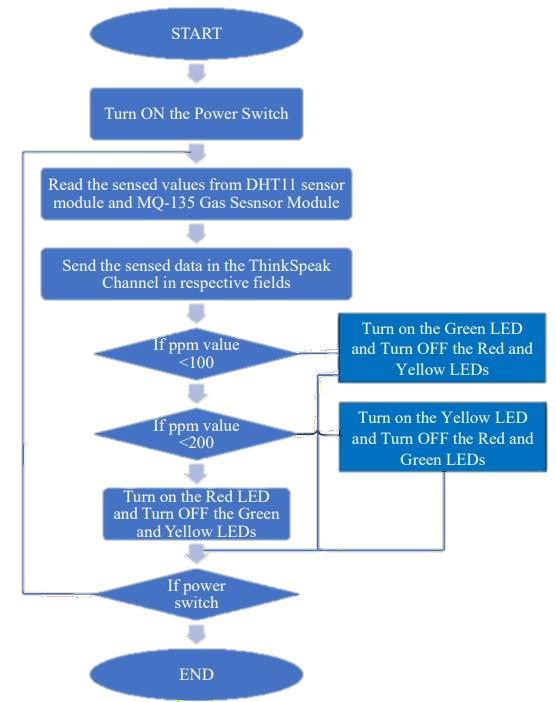 START
Turn ON the Power Switch
Read the sensed values from DHT11 sensor
module and MQ-135 Gas Sesnsor Module
Send the sensed data in the ThinkSpeak
Channel in respective fields
If ppm value
<100
Turn on the Green LED
and Turn OFF the Red and
Yellow LEDs
If ppm value
<200
Turn on the Yellow LED
and Turn OFF the Red and
Green LEDs
Turn on the Red LED
and Turn OFF the Green
and Yellow LEDs
If power
switch
END